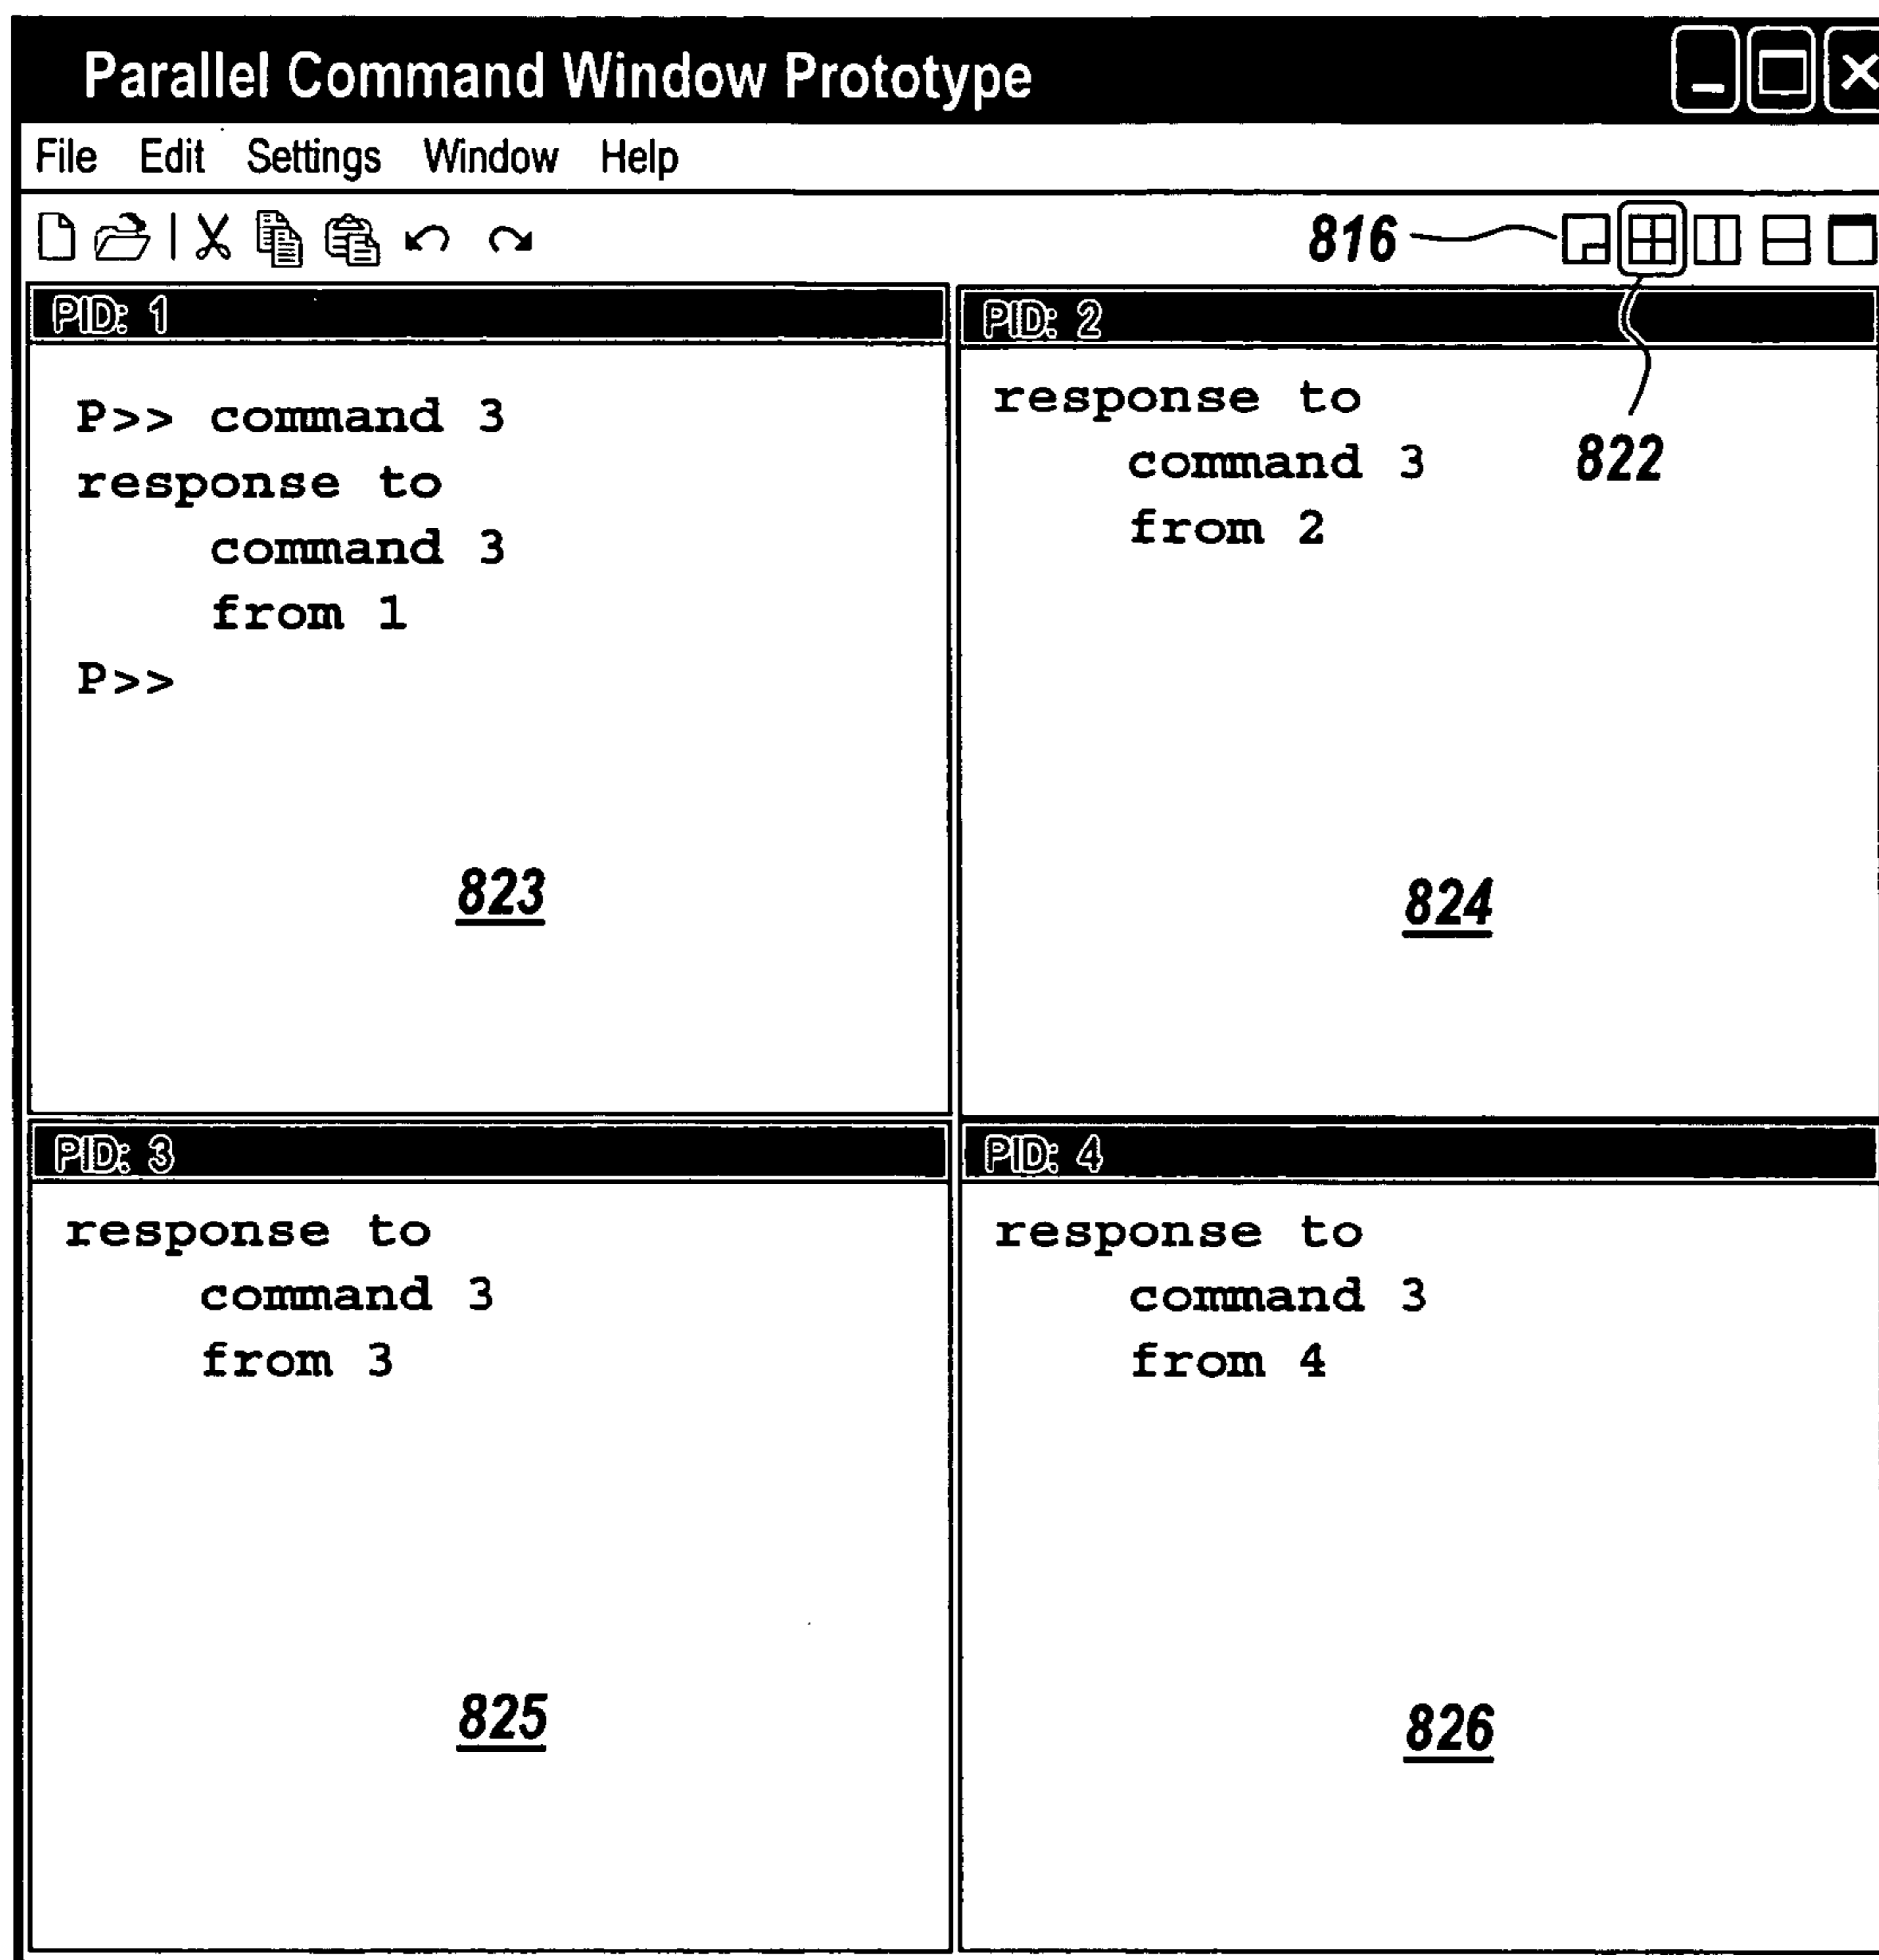 Parallel Command Window Prototype
File Edit Settings Window Help
816
PID: 1
P>> command 3
response to
command 3
from 1
P>>
823
PID: 2
response to
command 3
from 2
822
824
PID: 3
response to
command 3
from 3
825
PID: 4
response to
command 3
from 4
826